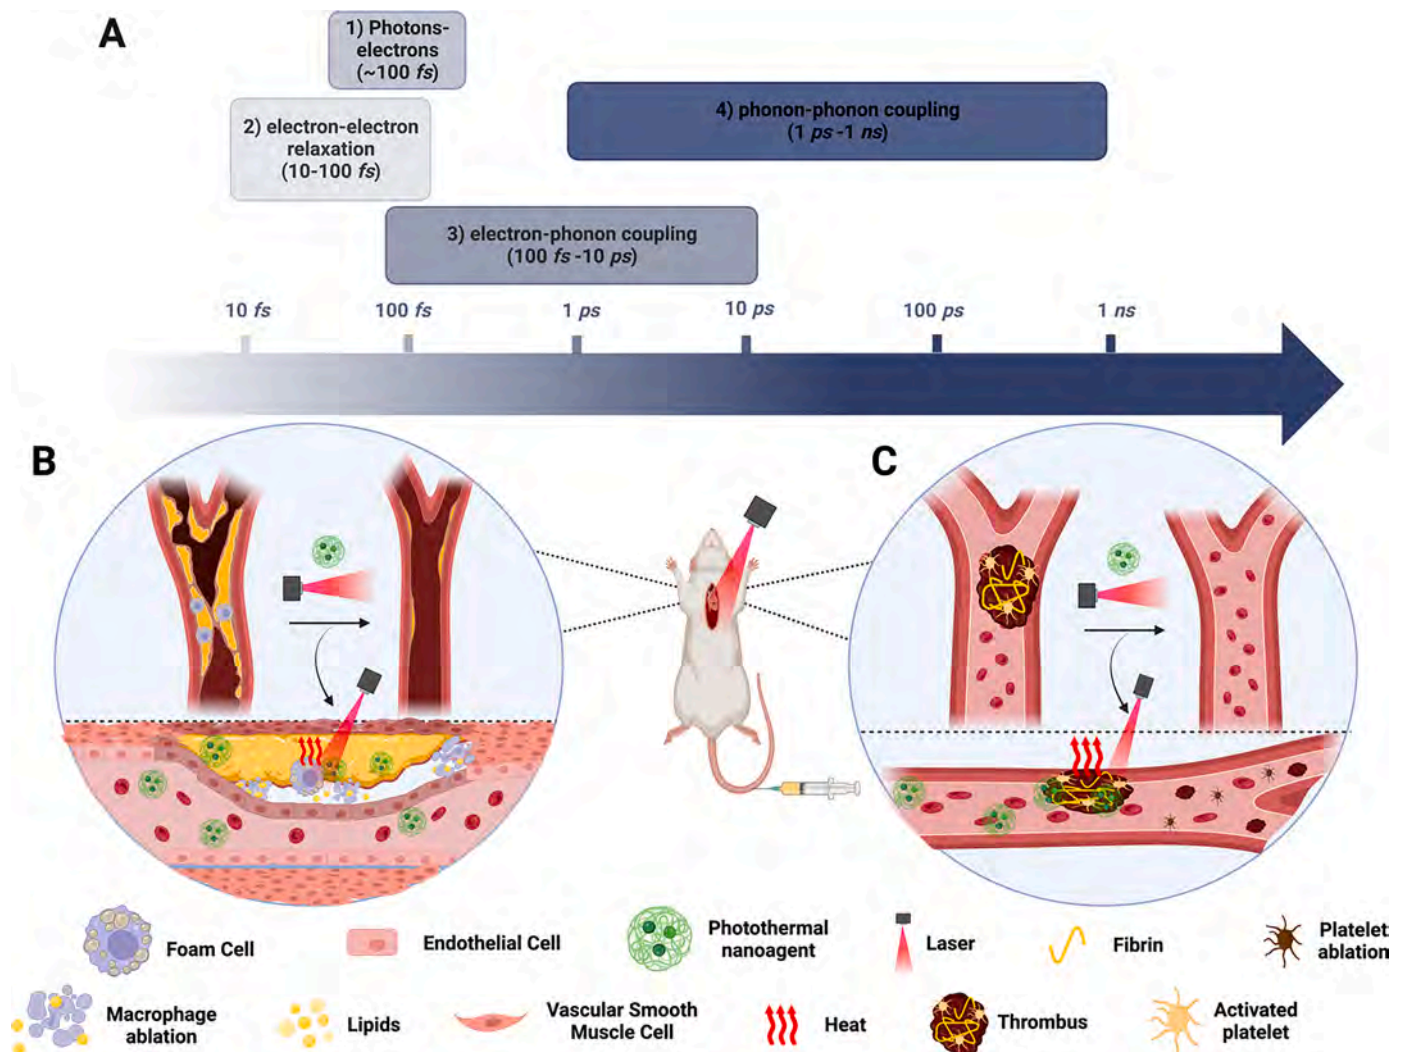 A
1) Photons-
electrons
(~100 fs)
2) electron-electron
relaxation
(10-100 fs)
4) phonon-phonon coupling
(1 ps -1 ns)
3) electron-phonon coupling
(100 fs -10 ps)
10 fs
100 fs
1 ps
10 ps
100 ps
1 ns
B
C
Foam Cell
Endothelial Cell
Photothermal
nanoagent
Laser
Fibrin
Platelet
ablation
Macrophage
ablation
Lipids
Vascular Smooth
Muscle Cell
Heat
Thrombus
Activated
platelet